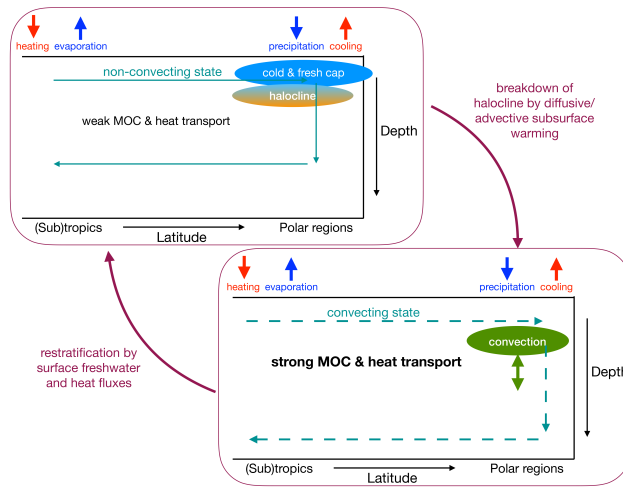 heating evaporation precipitation cooling
non-convecting state
cold & fresh cap
halocline
weak MOC & heat transport
Depth
(Sub)tropics Polar regions
Latitude
breakdown of
halocline by diffusive/
advective subsurface
warming
heating evaporation precipitation cooling
convecting state
convection
strong MOC & heat transport
Depth
(Sub)tropics Polar regions
Latitude
restratification by
surface freshwater
and heat fluxes